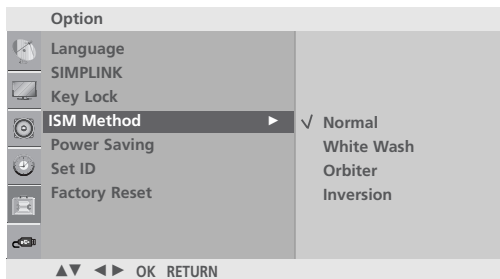 Option
Language
SIMPLINK
Key Lock
ISM Method ► √ Normal
Power Saving White Wash
Set ID Orbiter
Factory Reset Inversion
▲▼ ◄► OK RETURN